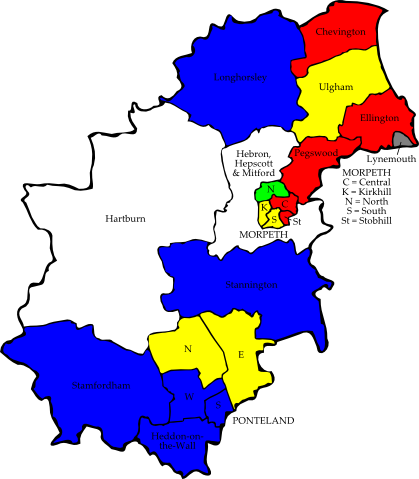 Chevington
Longhorsley
Ulgham
Ellington
Lynemouth
Pegswood
Hebron,
Hepscott
& Mitford
MORPETH
C = Central
K = Kirkhill
N = North
S = South
St = Stobhill
N
K
C
S
St
MORPETH
Hartburn
Stannington
N
E
Stamfordham
W
S
PONTELAND
Heddon-on-
the-Wall